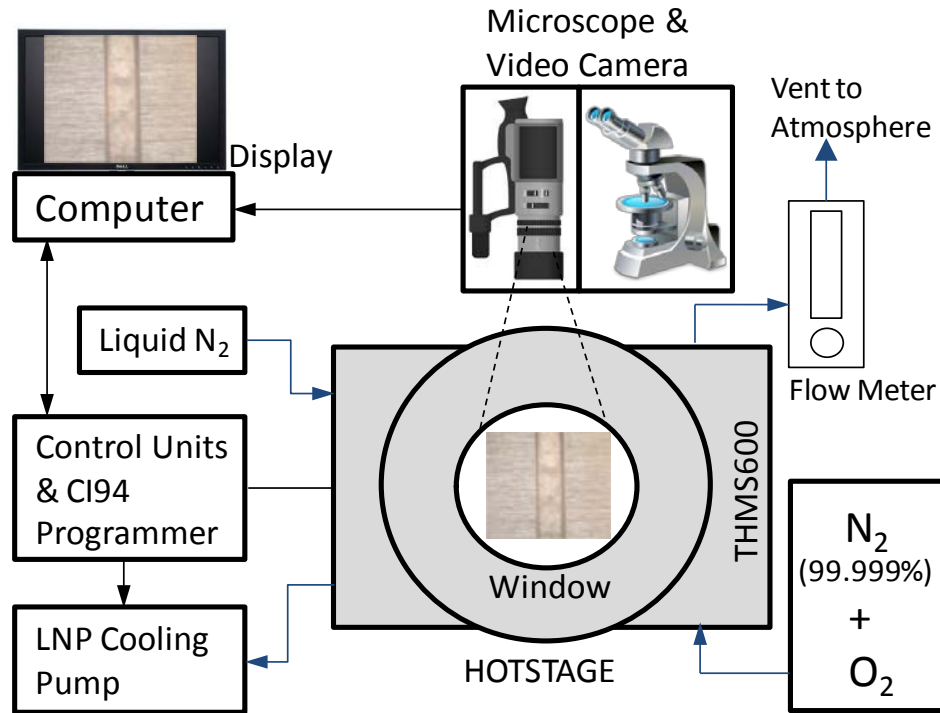 Microscope &
Video Camera
Display
Computer
Vent to
Atmosphere
Liquid N₂
Flow Meter
Control Units
& CI94
Programmer
THMS600
Window
N₂
(99.999%)
+
O₂
LNP Cooling
Pump
HOTSTAGE